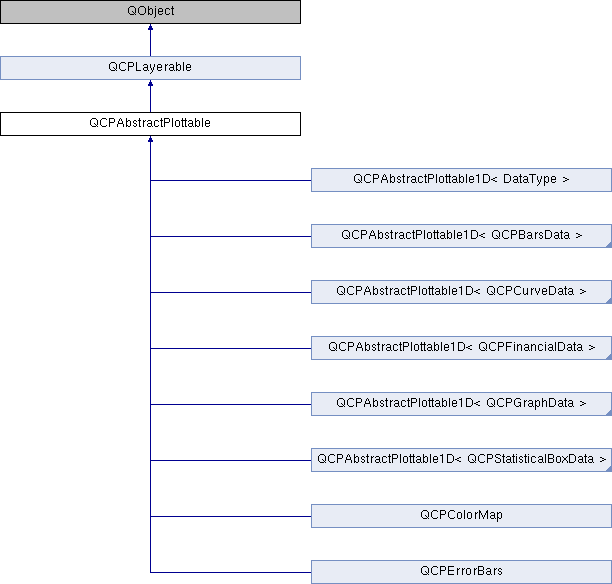 QObject
QCPLayerable
QCPAbstractPlottable
QCPAbstractPlottable1D< DataType >
QCPAbstractPlottable1D< QCPBarsData >
QCPAbstractPlottable1D< QCPCurveData >
QCPAbstractPlottable1D< QCPFinancialData >
QCPAbstractPlottable1D< QCPGraphData >
QCPAbstractPlottable1D< QCPStatisticalBoxData >
QCPColorMap
QCPErrorBars